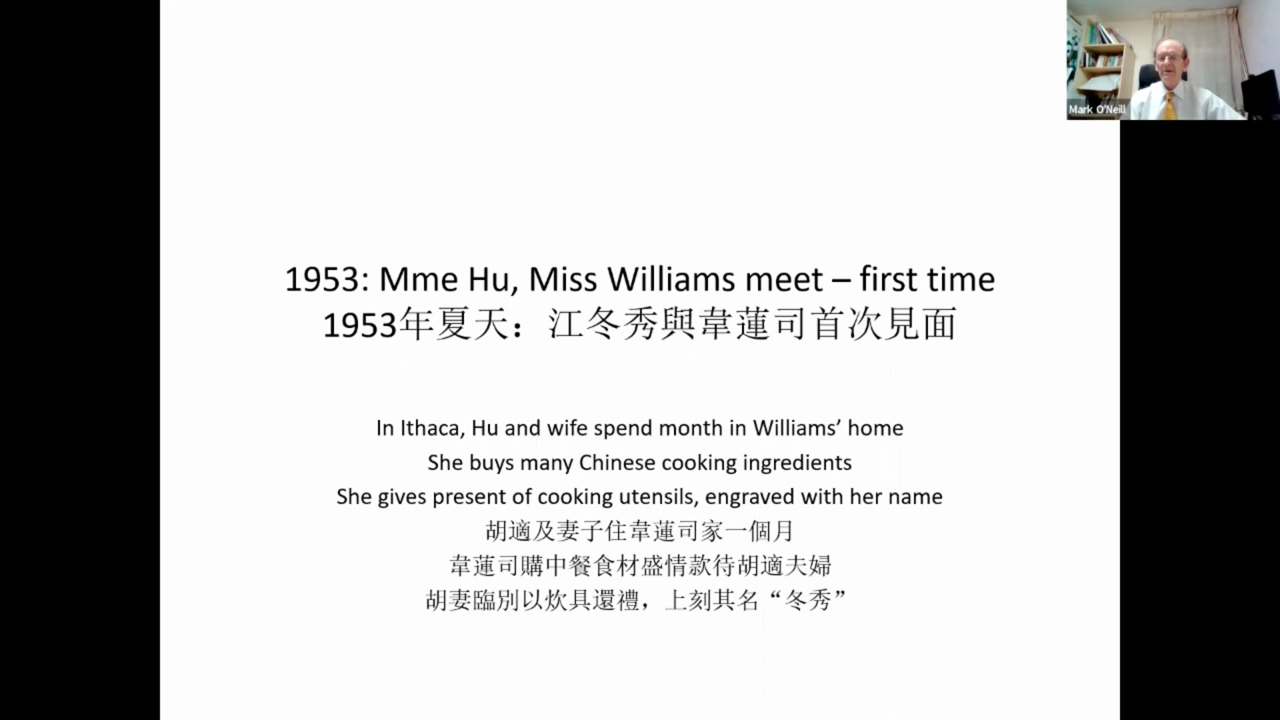 Mark O'Neill
1953: Mme Hu, Miss Williams meet – first time
1953年夏天：江冬秀與韋蓮司首次見面
In Ithaca, Hu and wife spend month in Williams’ home
She buys many Chinese cooking ingredients
She gives present of cooking utensils, engraved with her name
胡適及妻子住韋蓮司家一個月
韋蓮司購中餐食材盛情款待胡適夫婦
胡妻臨別以炊具還禮，上刻其名“冬秀”